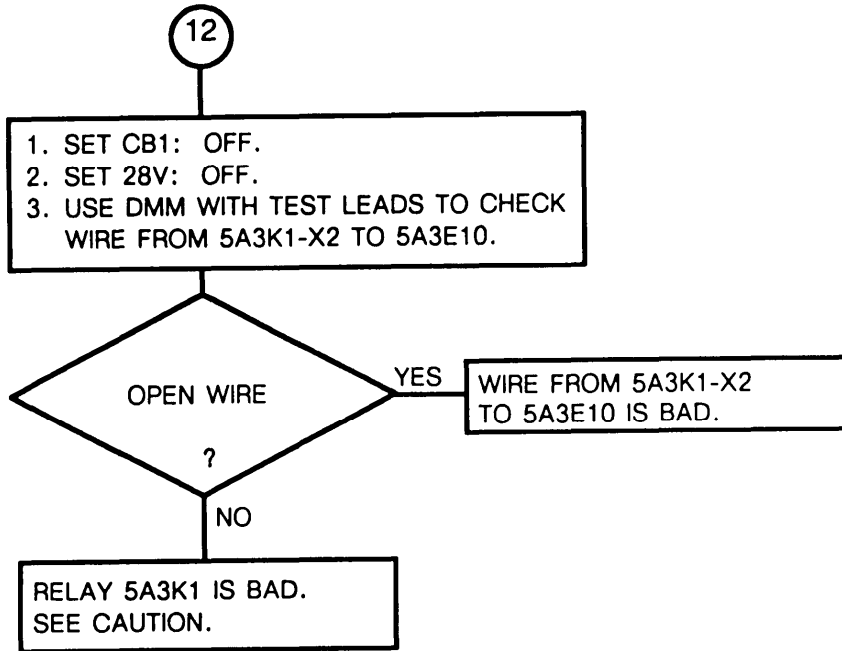 12
1. SET CB1: OFF.
2. SET 28V: OFF.
3. USE DMM WITH TEST LEADS TO CHECK
WIRE FROM 5A3K1-X2 TO 5A3E10.
OPEN WIRE
?
YES
WIRE FROM 5A3K1-X2
TO 5A3E10 IS BAD.
NO
RELAY 5A3K1 IS BAD.
SEE CAUTION.